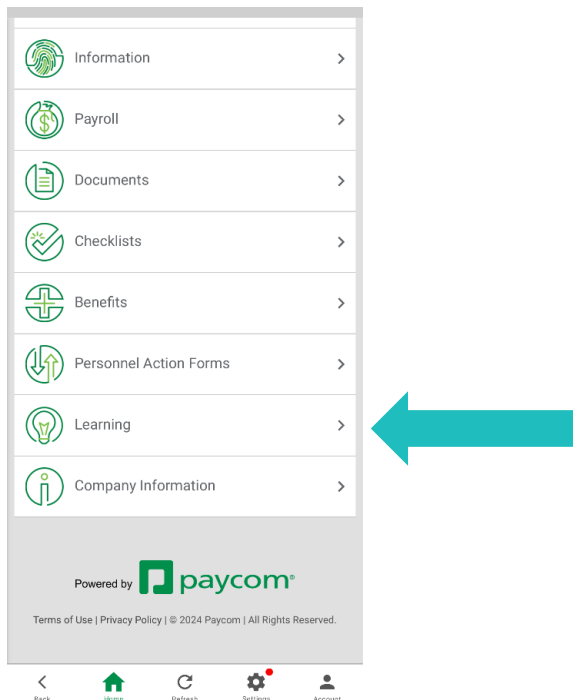 Information
Payroll
Documents
Checklists
Benefits
Personnel Action Forms
Learning
Company Information
Powered by paycom®
Terms of Use | Privacy Policy | © 2024 Paycom | All Rights Reserved.
Back Home Refresh Settings Account